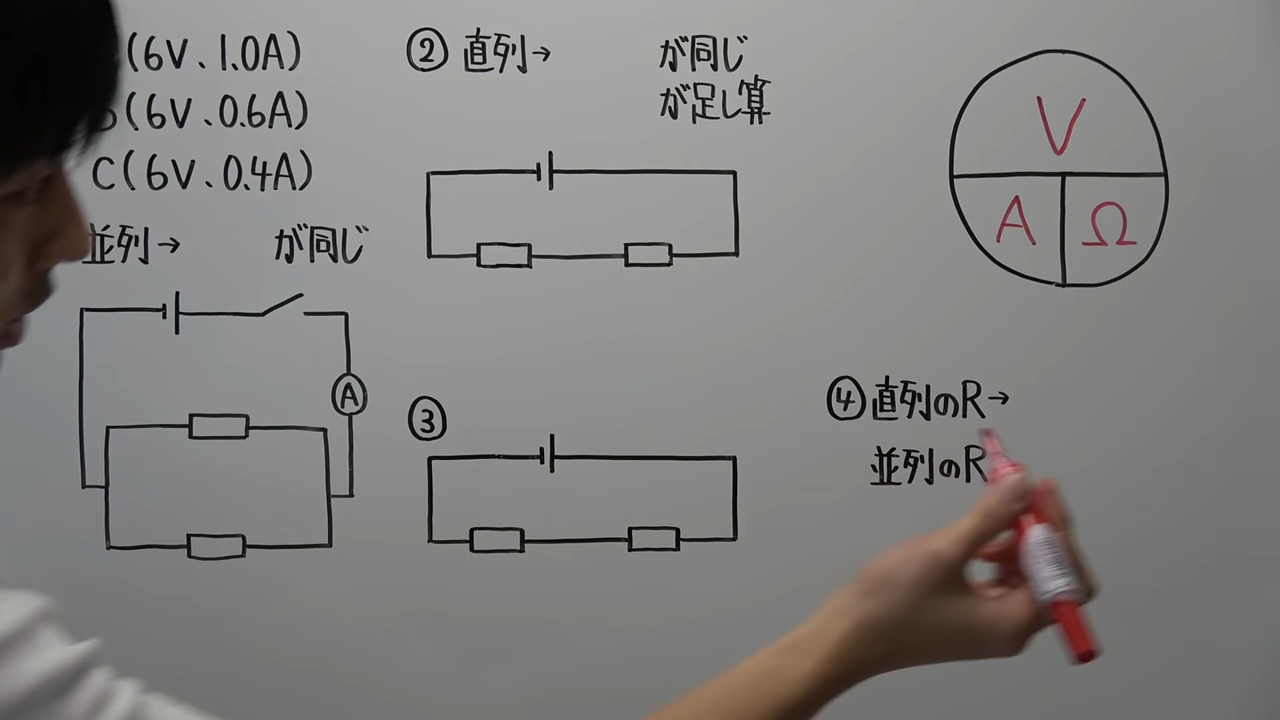 (6V、1.0A)
(6V、0.6A)
C(6V、0.4A)
並列→ が同じ
A
② 直列→ が同じ
が足し算
③
V
A Ω
④ 直列のR→
並列のR